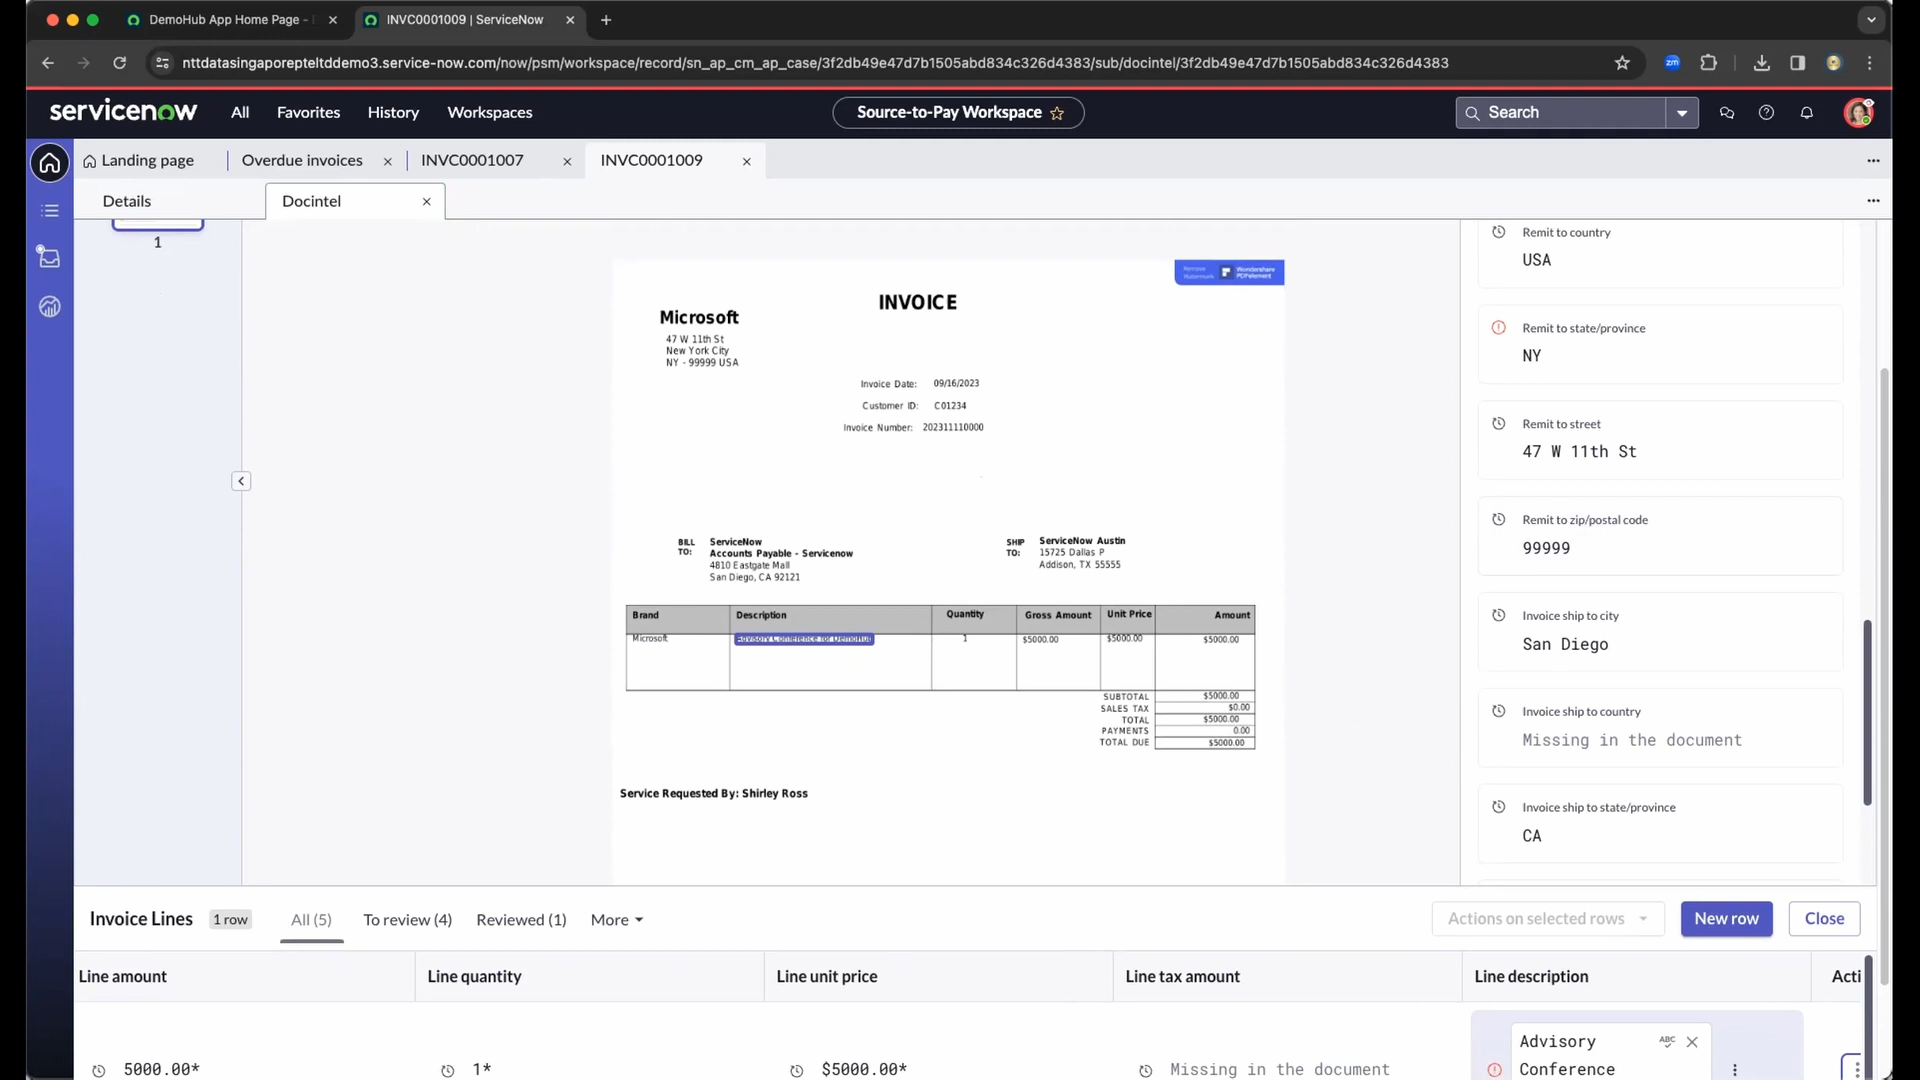 DemoHub App Home Page -
INVC0001009 | ServiceNow
nttdatasingaporepteltddemo3.service-now.com/now/psm/workspace/record/sn_ap_cm_ap_case/3f2db49e47d7b1505abd834c326d4383/sub/docintel/3f2db49e47d7b1505abd834c326d4383
zm
servicenow
All
Favorites
History
Workspaces
Source-to-Pay Workspace
Search
Landing page
Overdue invoices
INVC0001007
INVC0001009
Details
Docintel
1
Remove Watermark
Wondershare PDFelement
INVOICE
Microsoft
47 W 11th St
New York City
NY - 99999 USA
Invoice Date: 09/16/2023
Customer ID: C01234
Invoice Number: 202311110000
BILL TO:
ServiceNow
Accounts Payable - Servicenow
4810 Eastgate Mall
San Diego, CA 92121
SHIP TO:
ServiceNow Austin
15725 Dallas P
Addison, TX 55555
Brand Description Quantity Gross Amount Unit Price Amount
Microsoft Advisory Conference for DemoHub 1 $5000.00 $5000.00 $5000.00
SUBTOTAL $5000.00
SALES TAX $0.00
TOTAL $5000.00
PAYMENTS 0.00
TOTAL DUE $5000.00
Service Requested By: Shirley Ross
Remit to country
USA
Remit to state/province
NY
Remit to street
47 W 11th St
Remit to zip/postal code
99999
Invoice ship to city
San Diego
Invoice ship to country
Missing in the document
Invoice ship to state/province
CA
Invoice Lines
1 row
All (5)
To review (4)
Reviewed (1)
More
Actions on selected rows
New row
Close
Line amount
Line quantity
Line unit price
Line tax amount
Line description
Acti
5000.00*
1*
$5000.00*
Missing in the document
Advisory
ABC
Conference